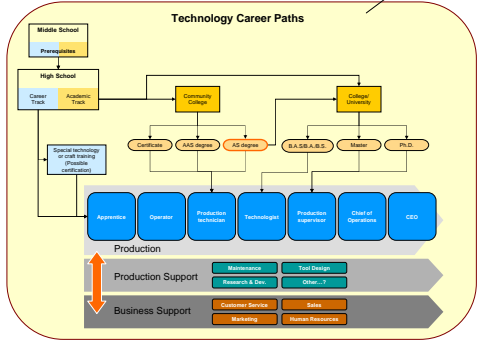 Technology Career Paths
Middle School
Prerequisites
High School
Career
Track
Academic
Track
Community
College
College/
University
Certificate
AAS degree
AS degree
B.A.S/B.A./B.S.
Master
Ph.D.
Special technology
or craft training
(Possible
certification)
Apprentice
Operator
Production
technician
Technologist
Production
supervisor
Chief of
Operations
CEO
Production
Production Support
Maintenance
Tool Design
Research & Dev.
Other…?
Business Support
Customer Service
Sales
Marketing
Human Resources